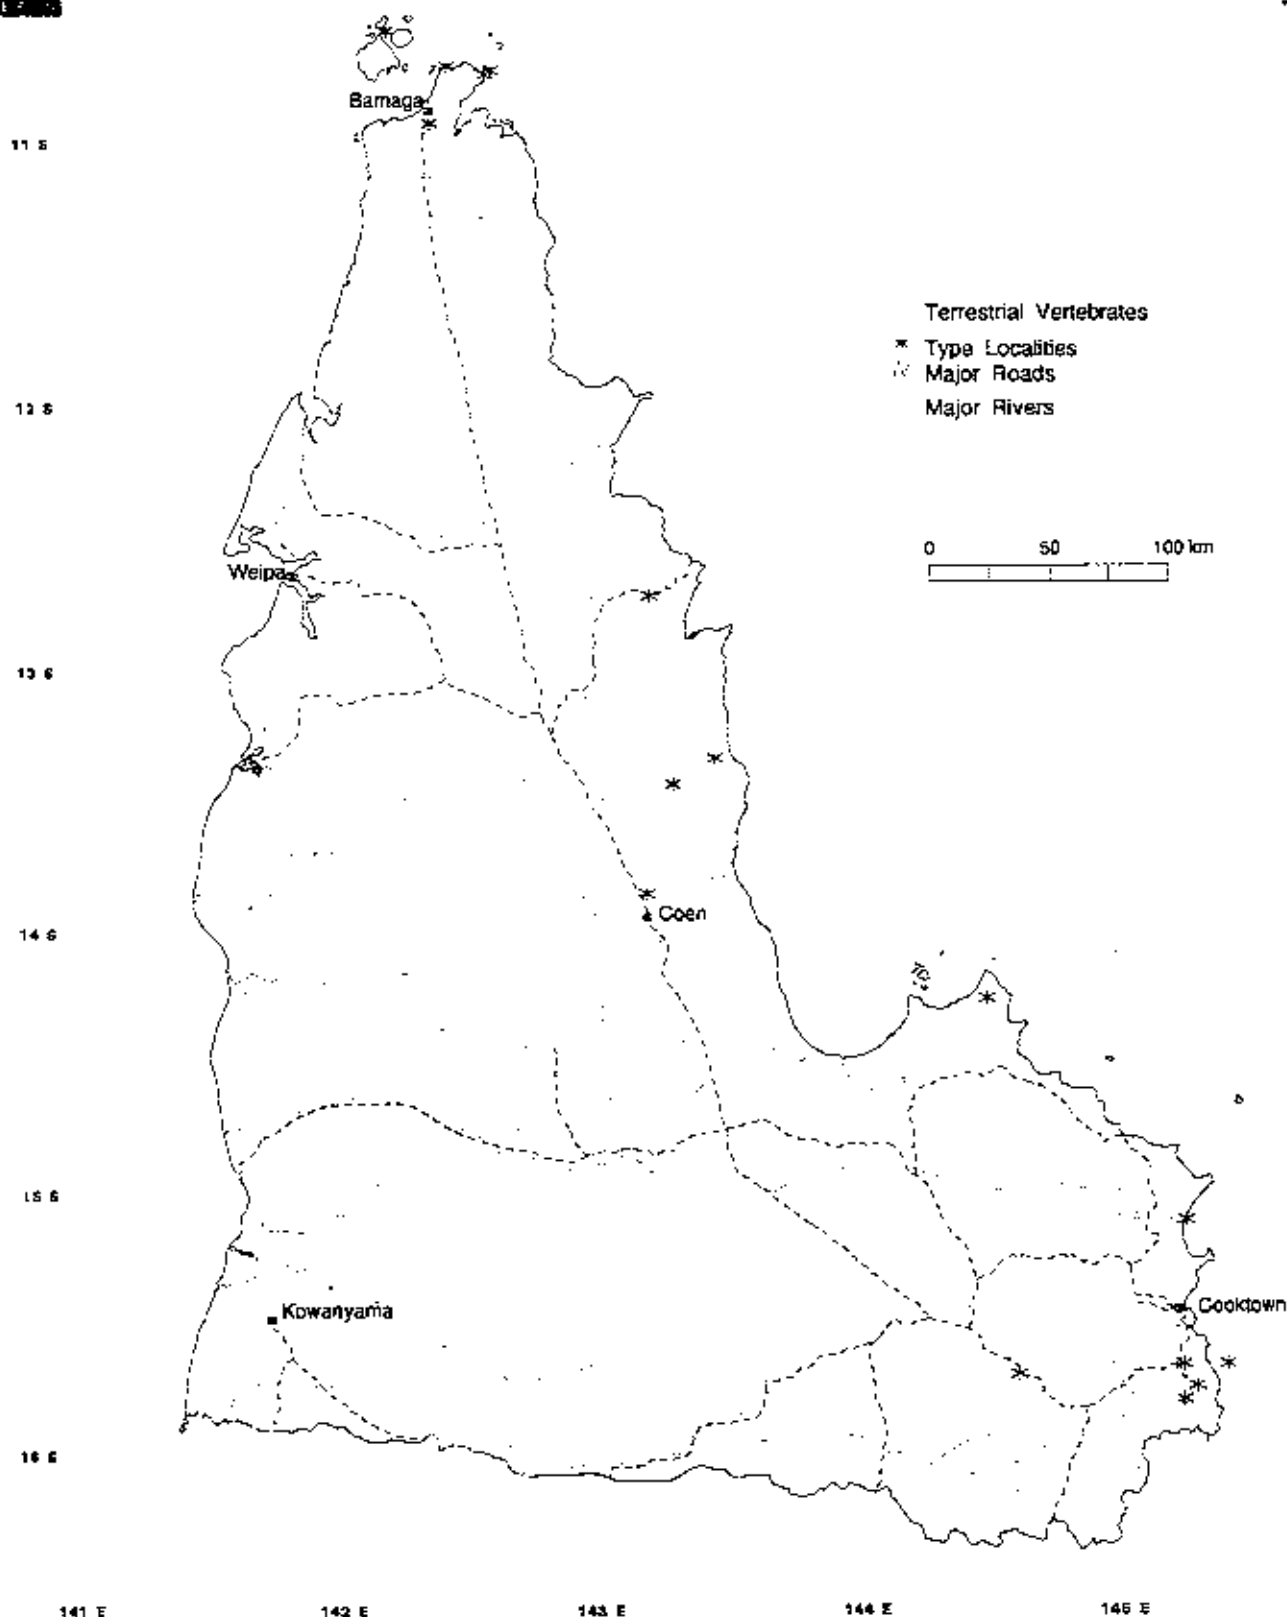 Bamaga
11 S
Terrestrial Vertebrates
Type Localities
Major Roads
12 S
Major Rivers
0 50 100 km
Weipa
13 S
Coen
14 S
15 S
Kowanyama
Cooktown
16 S
141 E 142 E 143 E 144 E 145 E